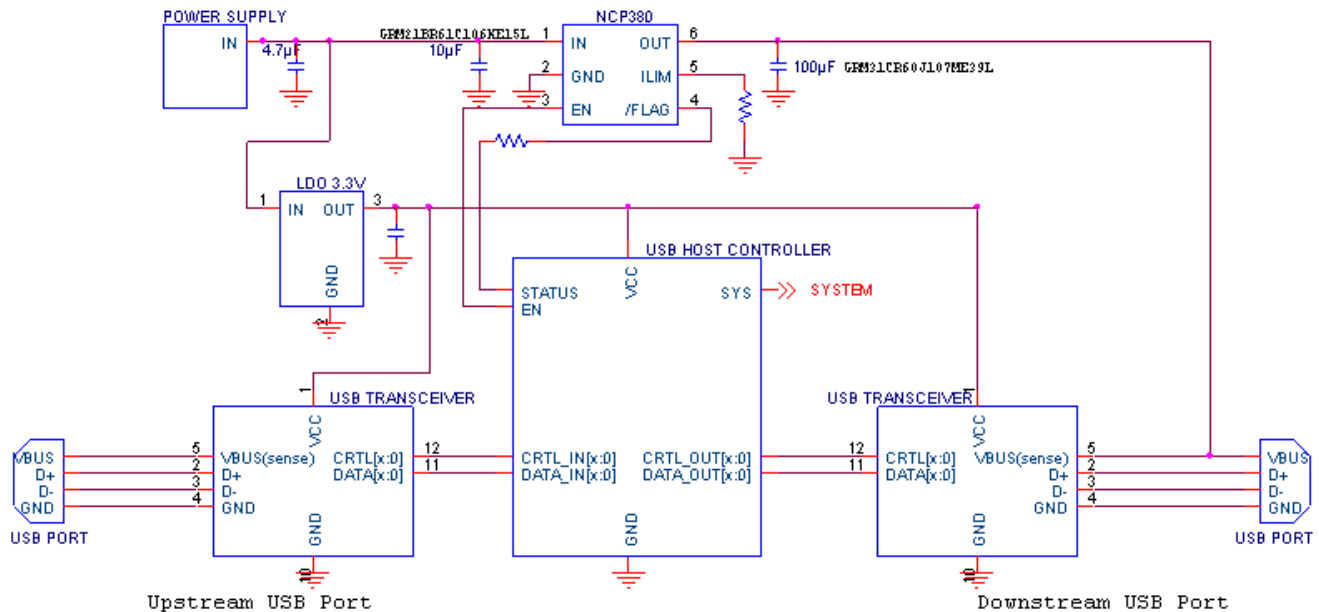 POWER SUPPLY
NCP380
IN
4.7µF
GRM21BR61C106KE15L
10µF
1
IN
OUT
6
2
GND
ILIM
5
3
EN
/FLAG
4
100µF
GRM31CR60J107ME39L
LDO 3.3V
1
IN
OUT
3
GND
2
USB HOST CONTROLLER
VCC
STATUS
EN
SYS
SYSTEM
1
USB TRANSCEIVER
VCC
USB TRANSCEIVER
1
VCC
VBUS
5
VBUS(sense)
CRTL[x:0]
12
CRTL_IN[x:0]
CRTL_OUT[x:0]
12
CRTL[x:0]
VBUS(sense)
5
VBUS
D+
2
D+
DATA[x:0]
11
DATA_IN[x:0]
DATA_OUT[x:0]
11
DATA[x:0]
D+
2
D+
D-
3
D-
D-
3
D-
GND
4
GND
GND
4
GND
USB PORT
GND
GND
GND
USB PORT
10
10
Upstream USB Port
Downstream USB Port